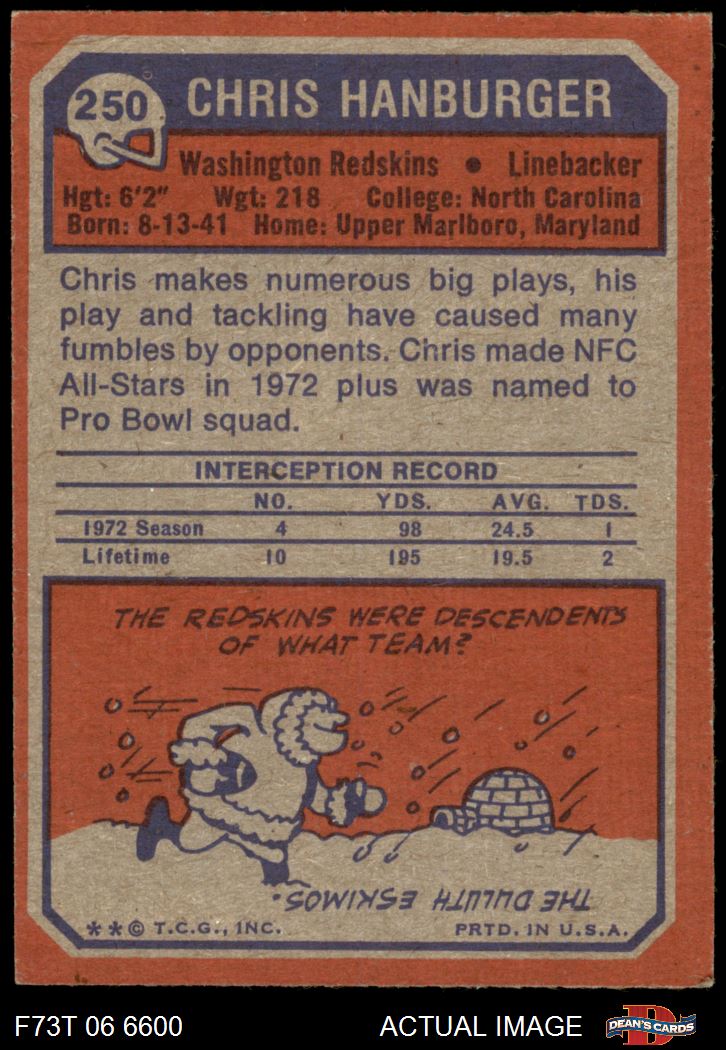 250 CHRIS HANBURGER
Washington Redskins • Linebacker
Hgt: 6'2" Wgt: 218 College: North Carolina
Born: 8-13-41 Home: Upper Marlboro, Maryland
Chris makes numerous big plays, his
play and tackling have caused many
fumbles by opponents. Chris made NFC
All-Stars in 1972 plus was named to
Pro Bowl squad.
INTERCEPTION RECORD
NO. YDS. AVG. TDS.
1972 Season 4 98 24.5 1
Lifetime 10 195 19.5 2
THE REDSKINS WERE DESCENDENTS
OF WHAT TEAM?
THE DULUTH ESKIMOS.
**© T.C.G., INC. PRTD. IN U.S.A.
F73T 06 6600 ACTUAL IMAGE D DEAN'S CARDS